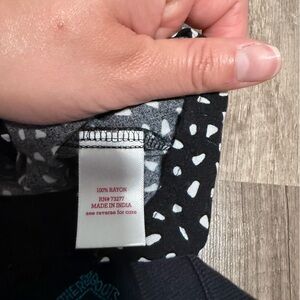 100% RAYON
RN# 73277
MADE IN INDIA
see reverse for care